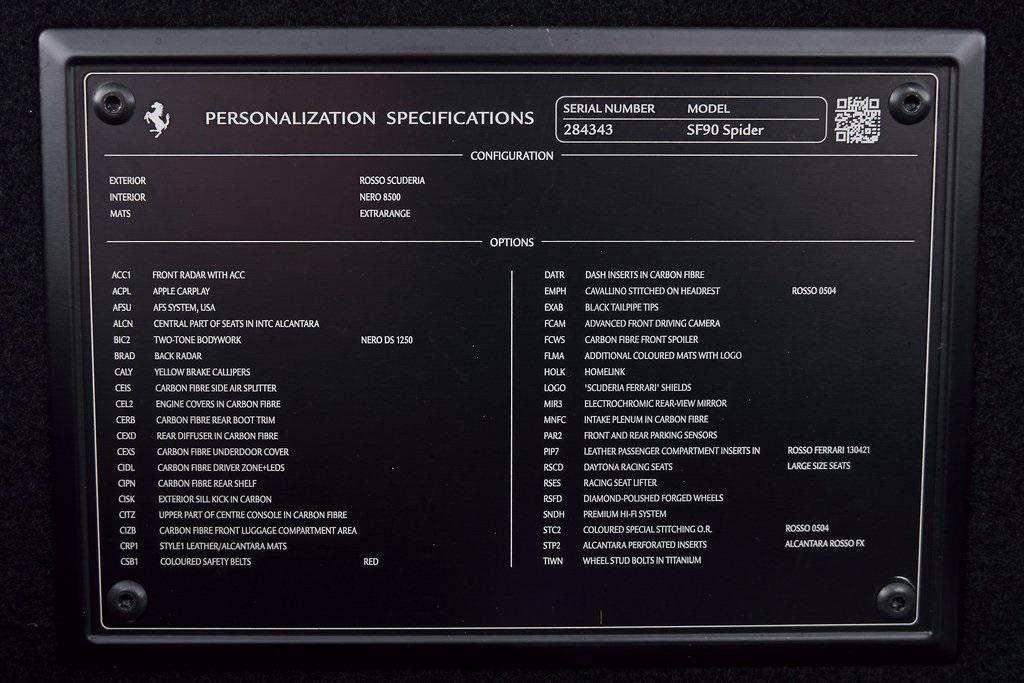 PERSONALIZATION SPECIFICATIONS
SERIAL NUMBER MODEL
284343 SF90 Spider
CONFIGURATION
EXTERIOR ROSSO SCUDERIA
INTERIOR NERO 8500
MATS EXTRARANGE
OPTIONS
ACC1 FRONT RADAR WITH ACC
ACPL APPLE CARPLAY
AFSU AFS SYSTEM, USA
ALCN CENTRAL PART OF SEATS IN INTC ALCANTARA
BIC2 TWO-TONE BODYWORK NERO DS 1250
BRAD BACK RADAR
CALY YELLOW BRAKE CALLIPERS
CEIS CARBON FIBRE SIDE AIR SPLITTER
CEL2 ENGINE COVERS IN CARBON FIBRE
CERB CARBON FIBRE REAR BOOT TRIM
CEXD REAR DIFFUSER IN CARBON FIBRE
CEXS CARBON FIBRE UNDERDOOR COVER
CIDL CARBON FIBRE DRIVER ZONE+LEDS
CIPN CARBON FIBRE REAR SHELF
CISK EXTERIOR SILL KICK IN CARBON
CITZ UPPER PART OF CENTRE CONSOLE IN CARBON FIBRE
CIZB CARBON FIBRE FRONT LUGGAGE COMPARTMENT AREA
CRP1 STYLE1 LEATHER/ALCANTARA MATS
CSB1 COLOURED SAFETY BELTS RED
DATR DASH INSERTS IN CARBON FIBRE
EMPH CAVALLINO STITCHED ON HEADREST ROSSO 0504
EXAB BLACK TAILPIPE TIPS
FCAM ADVANCED FRONT DRIVING CAMERA
FCWS CARBON FIBRE FRONT SPOILER
FLMA ADDITIONAL COLOURED MATS WITH LOGO
HOLK HOMELINK
LOGO 'SCUDERIA FERRARI' SHIELDS
MIR3 ELECTROCHROMIC REAR-VIEW MIRROR
MNFC INTAKE PLENUM IN CARBON FIBRE
PAR2 FRONT AND REAR PARKING SENSORS
PIP7 LEATHER PASSENGER COMPARTMENT INSERTS IN ROSSO FERRARI 130421
RSCD DAYTONA RACING SEATS LARGE SIZE SEATS
RSES RACING SEAT LIFTER
RSFD DIAMOND-POLISHED FORGED WHEELS
SNDH PREMIUM HI-FI SYSTEM
STC2 COLOURED SPECIAL STITCHING O.R. ROSSO 0504
STP2 ALCANTARA PERFORATED INSERTS ALCANTARA ROSSO FX
TIWN WHEEL STUD BOLTS IN TITANIUM